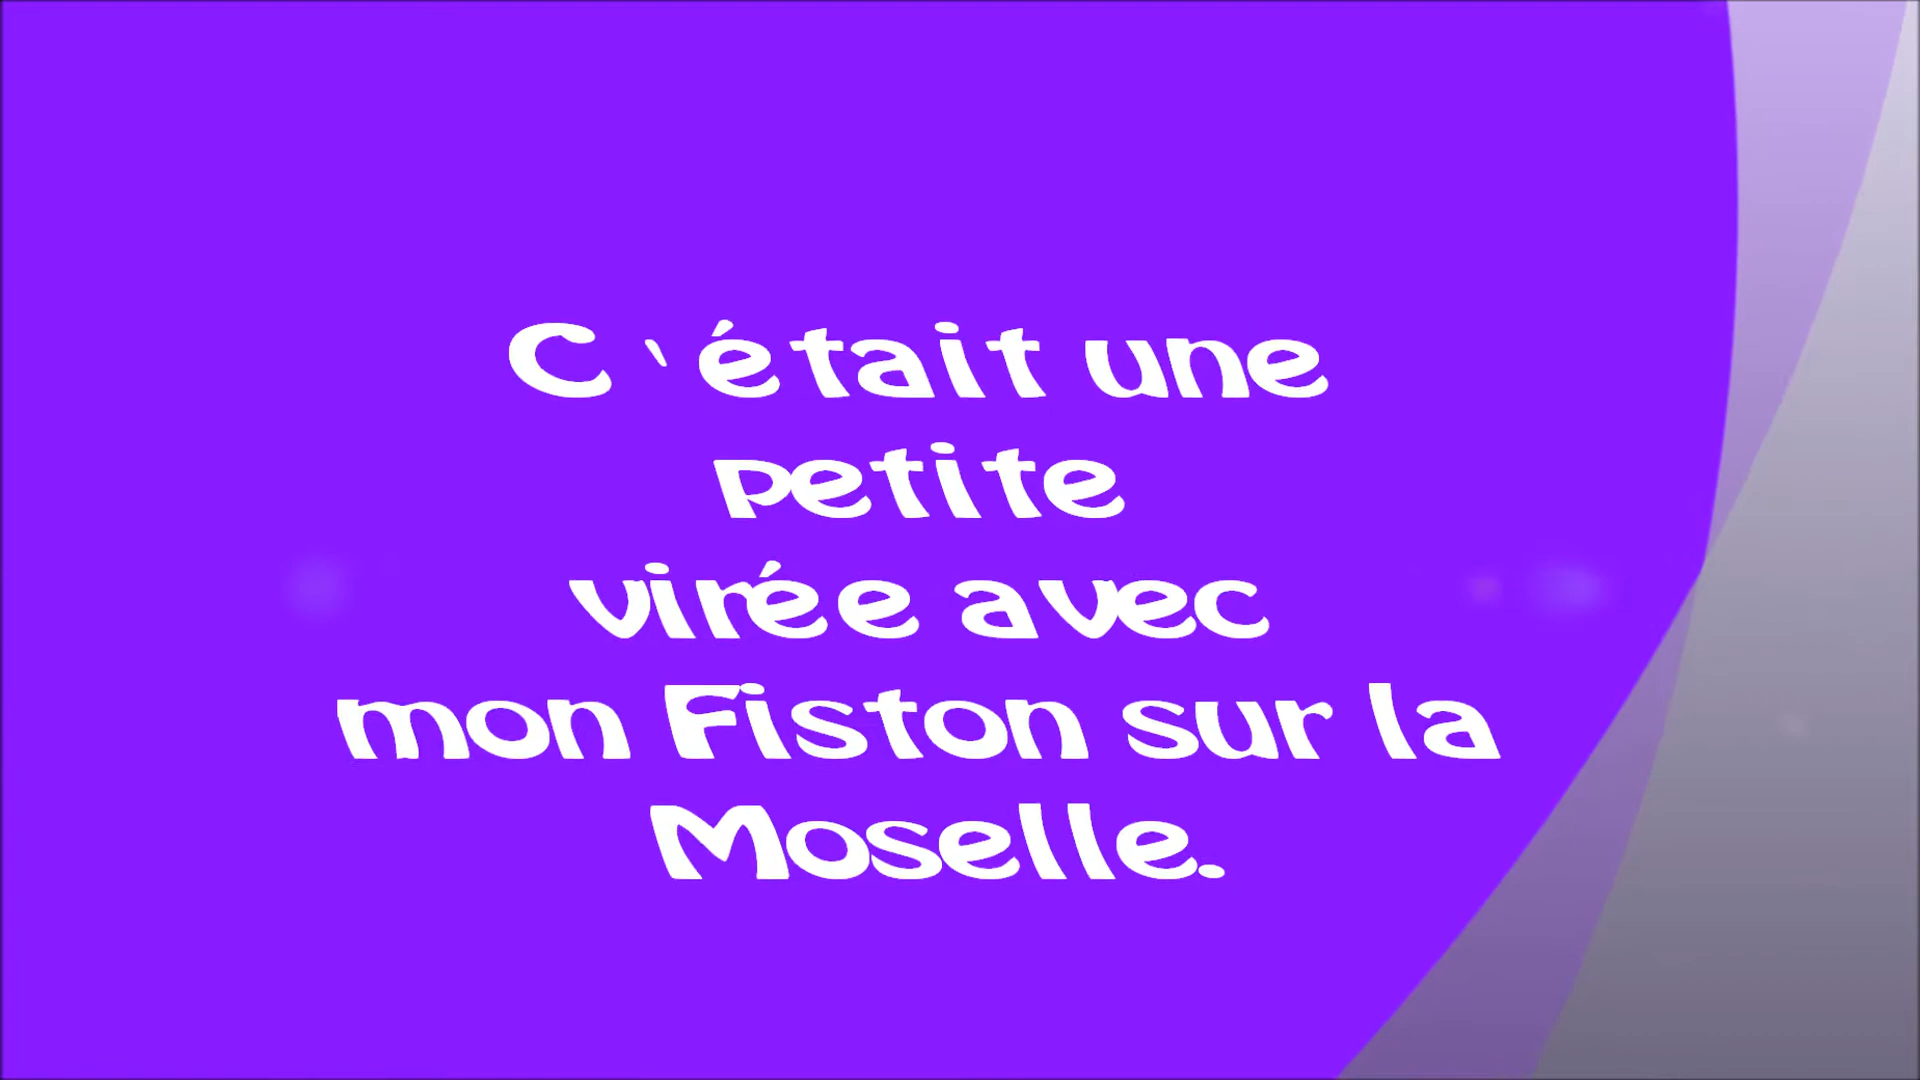 C`était une
petite
virée avec
mon Fiston sur la
Moselle.